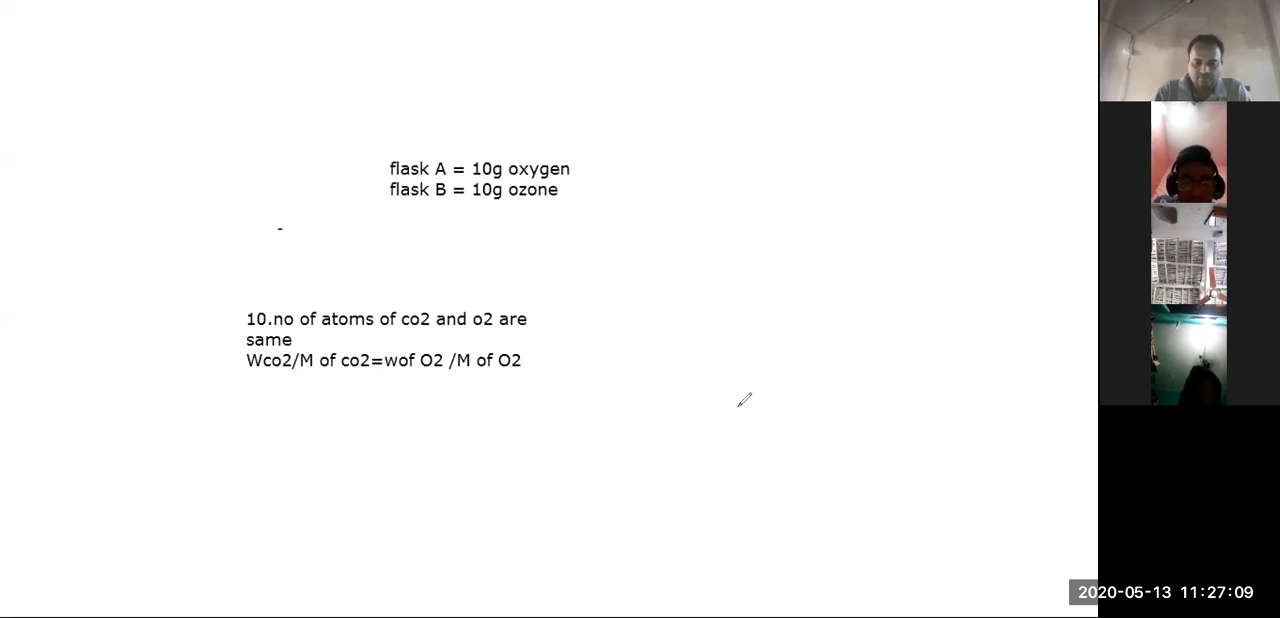 flask A = 10g oxygen
flask B = 10g ozone
-
10.no of atoms of co2 and o2 are
same
Wco2/M of co2=wof O2 /M of O2
2020-05-13 11:27:09